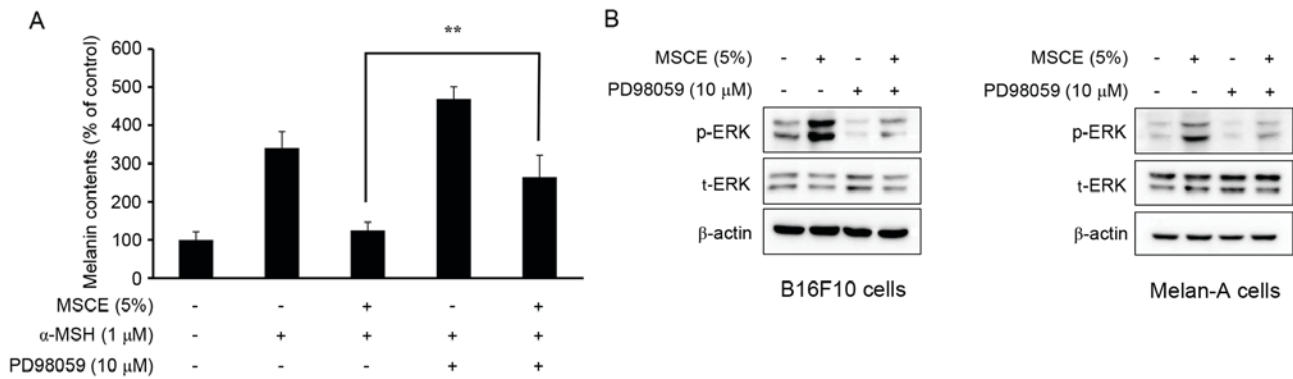 A
Melanin contents (% of control)
600
500
400
300
200
100
0
**
MSCE (5%) - - + - +
α-MSH (1 μM) - + + + +
PD98059 (10 μM) - - - + +
B
MSCE (5%) - + - +
PD98059 (10 μM) - - + +
p-ERK
t-ERK
β-actin
B16F10 cells
MSCE (5%) - + - +
PD98059 (10 μM) - - + +
p-ERK
t-ERK
β-actin
Melan-A cells